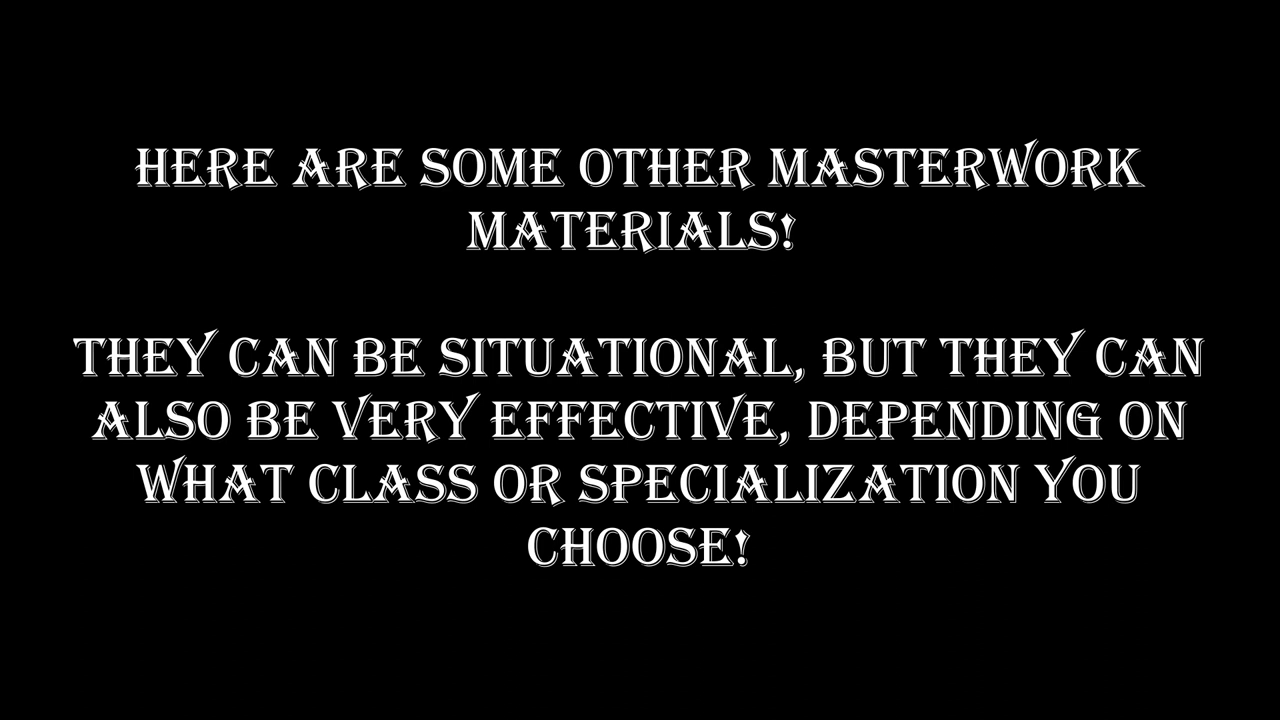 HERE ARE SOME OTHER MASTERWORK
MATERIALS!
THEY CAN BE SITUATIONAL, BUT THEY CAN
ALSO BE VERY EFFECTIVE, DEPENDING ON
WHAT CLASS OR SPECIALIZATION YOU
CHOOSE!